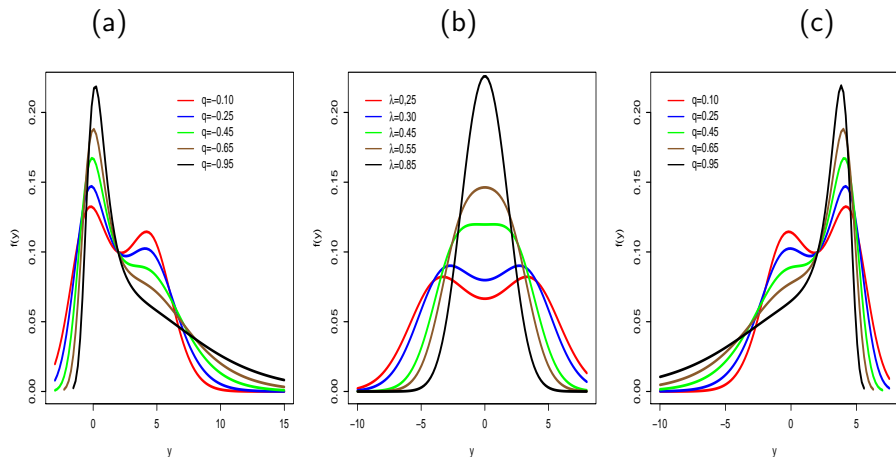 (a)
(b)
(c)
q=−0.10
q=−0.25
q=−0.45
q=−0.65
q=−0.95
f(y)
0.00
0.05
0.10
0.15
0.20
0
5
10
15
y
λ=0,25
λ=0.30
λ=0.45
λ=0.55
λ=0.85
f(y)
0.00
0.05
0.10
0.15
0.20
−10
−5
0
5
y
q=0.10
q=0.25
q=0.45
q=0.65
q=0.95
f(y)
0.00
0.05
0.10
0.15
0.20
−10
−5
0
5
y